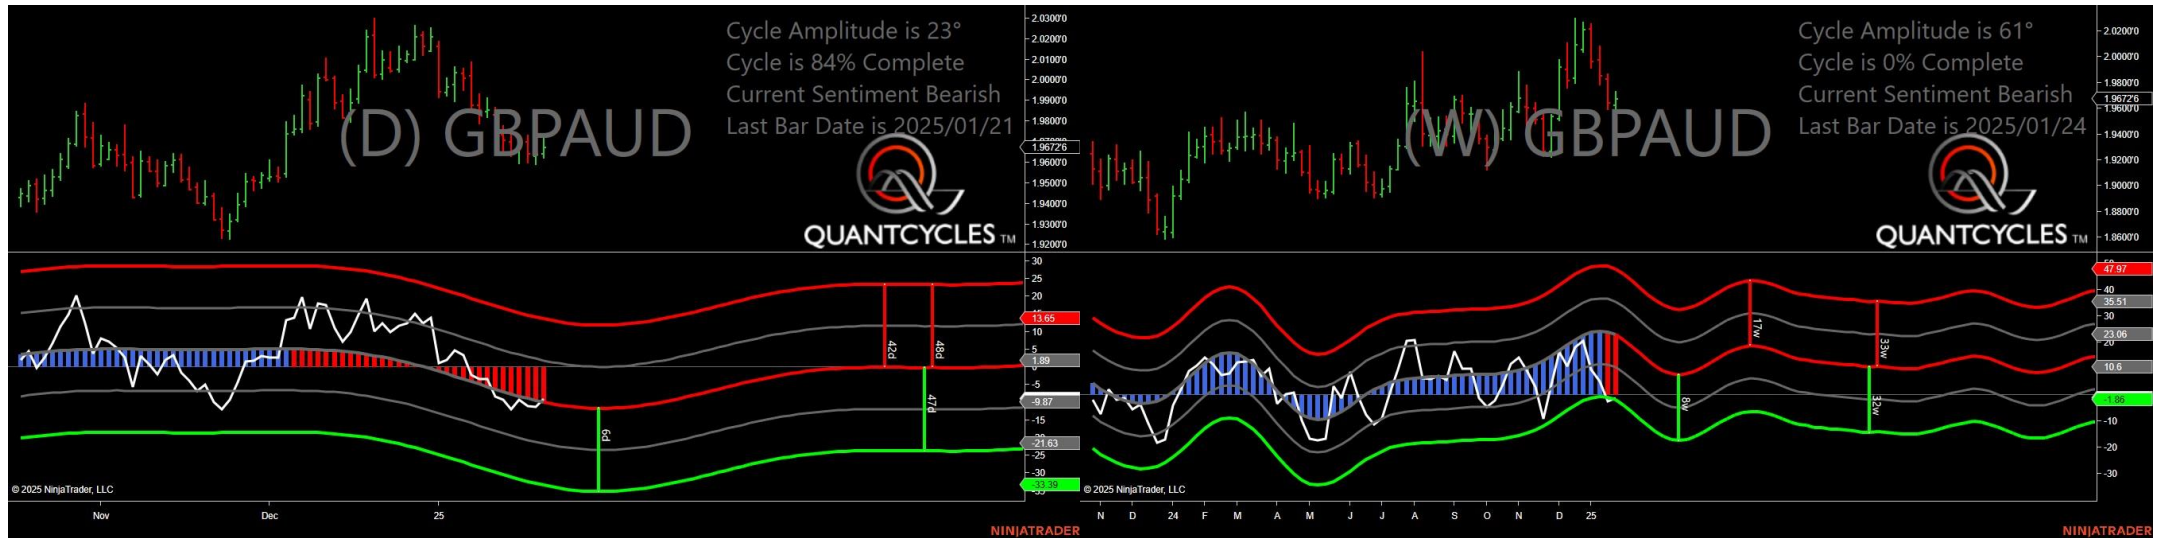 Cycle Amplitude is 23°
Cycle is 84% Complete
Current Sentiment Bearish
Last Bar Date is 2025/01/21
(D) GBPAUD
QUANTCYCLES TM
2.0300'0
2.0200'0
2.0100'0
2.0000'0
1.9900'0
1.9800'0
1.9672'6
1.9600'0
1.9500'0
1.9400'0
1.9300'0
1.9200'0
30
25
20
13.65
10
5
1.89
-5
-9.87
-15
-21.63
-25
-30
-33.39
6d
42d
48d
47d
© 2025 NinjaTrader, LLC
Nov
Dec
25
NINJATRADER
Cycle Amplitude is 61°
Cycle is 0% Complete
Current Sentiment Bearish
Last Bar Date is 2025/01/24
(W) GBPAUD
QUANTCYCLES TM
2.0200'0
2.0000'0
1.9800'0
1.9672'6
1.9600'0
1.9400'0
1.9200'0
1.9000'0
1.8800'0
1.8600'0
47.97
40
35.51
30
23.06
20
10.6
-1.86
-10
-20
-30
8w
17w
33w
32w
© 2025 NinjaTrader, LLC
N D 24 F M A M J J A S O N D 25
NINJATRADER